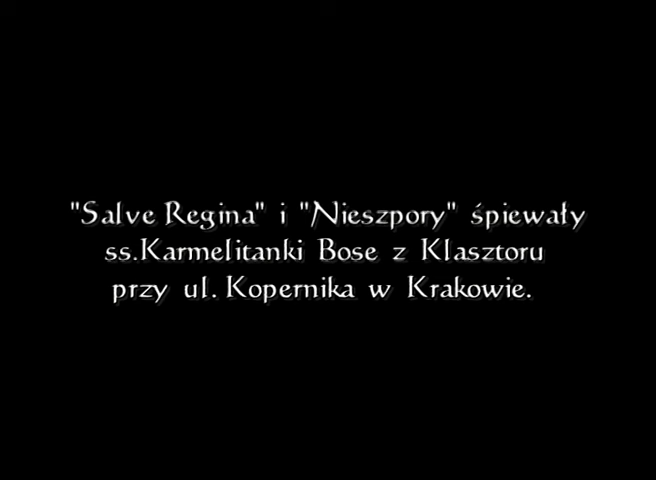 "Salve Regina" i "Nieszpory" śpiewały
ss.Karmelitanki Bose z Klasztoru
przy ul. Kopernika w Krakowie.